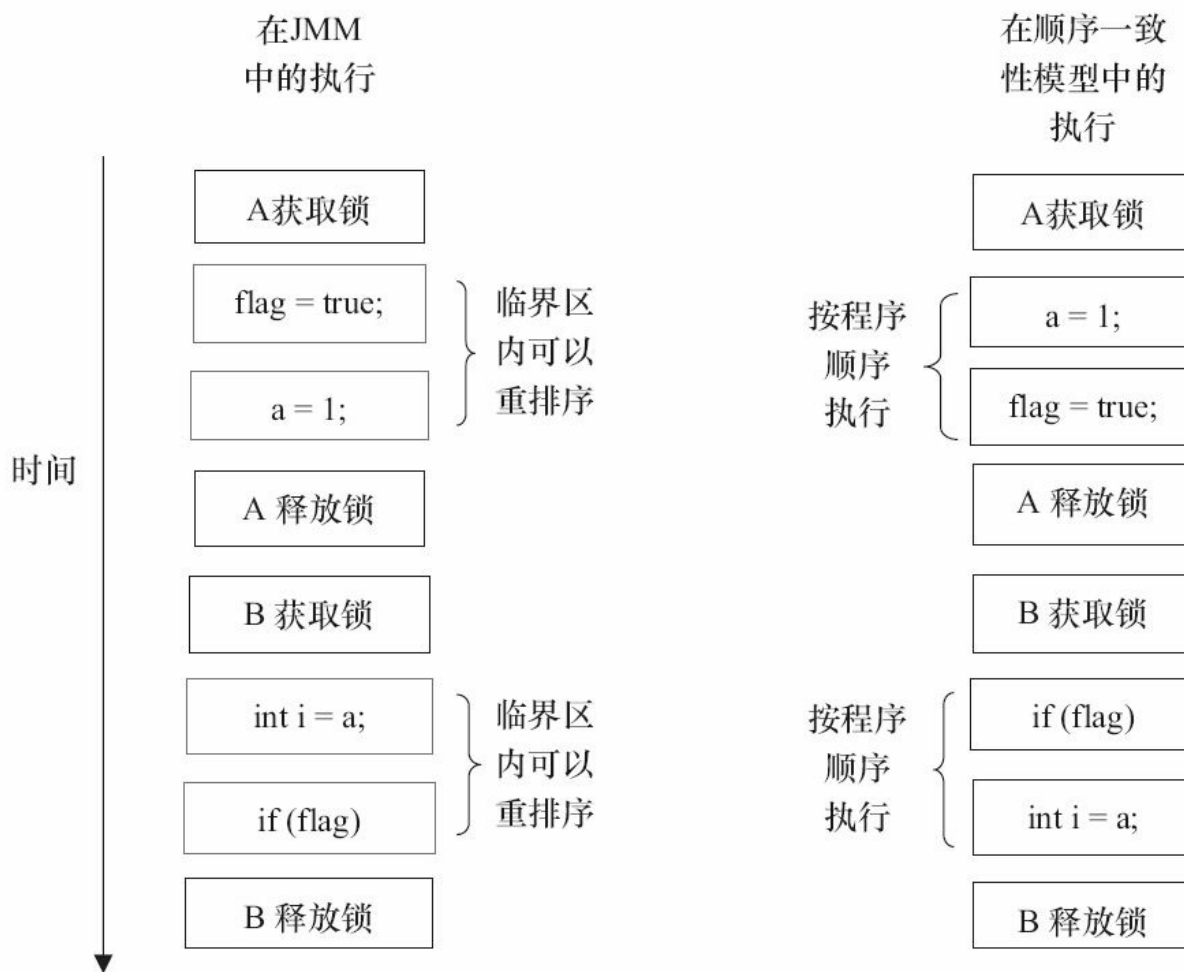 在JMM
中的执行
A获取锁
flag = true;
a = 1;
临界区
内可以
重排序
A 释放锁
B 获取锁
int i = a;
if (flag)
临界区
内可以
重排序
B 释放锁
时间
在顺序一致
性模型中的
执行
A获取锁
a = 1;
flag = true;
按程序
顺序
执行
A 释放锁
B 获取锁
if (flag)
int i = a;
按程序
顺序
执行
B 释放锁